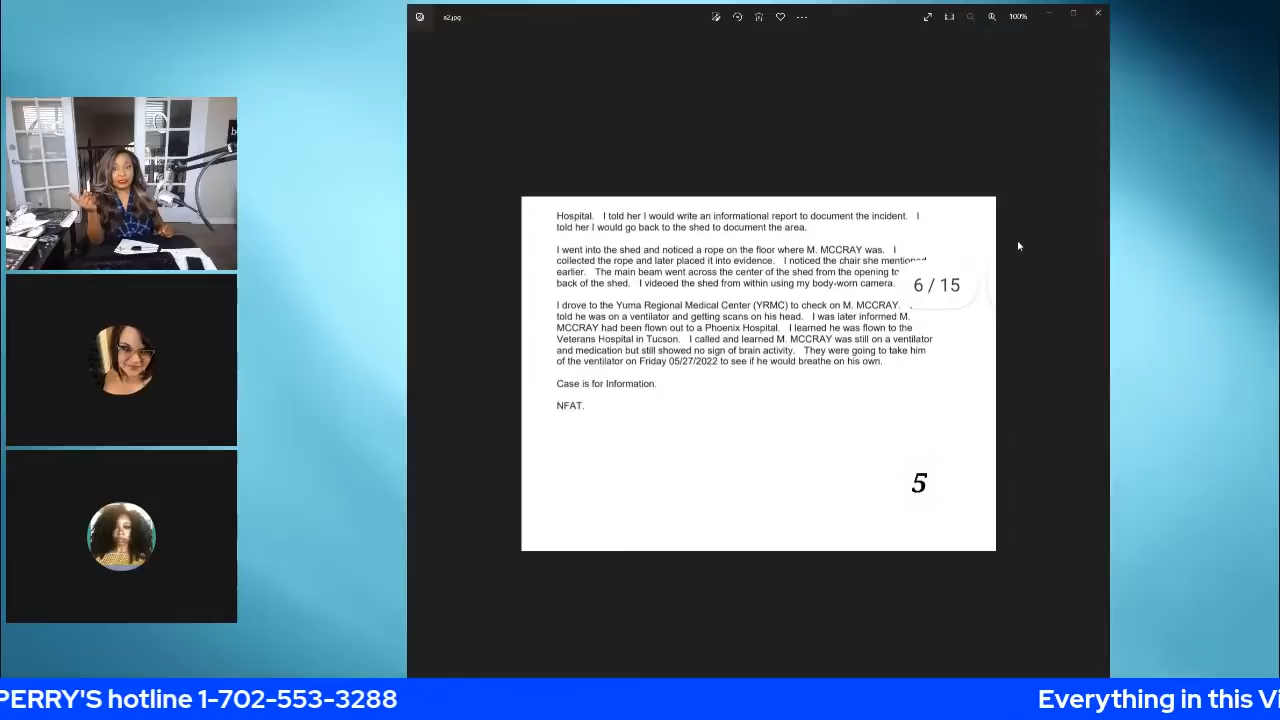 a2.jpg
100%
Hospital. I told her I would write an informational report to document the incident. I
told her I would go back to the shed to document the area.
I went into the shed and noticed a rope on the floor where M. MCCRAY was. I
collected the rope and later placed it into evidence. I noticed the chair she mentioned
earlier. The main beam went across the center of the shed from the opening to
back of the shed. I videoed the shed from within using my body-worn camera.
6 / 15
I drove to the Yuma Regional Medical Center (YRMC) to check on M. MCCRAY.
told he was on a ventilator and getting scans on his head. I was later informed M.
MCCRAY had been flown out to a Phoenix Hospital. I learned he was flown to the
Veterans Hospital in Tucson. I called and learned M. MCCRAY was still on a ventilator
and medication but still showed no sign of brain activity. They were going to take him
of the ventilator on Friday 05/27/2022 to see if he would breathe on his own.
Case is for Information.
NFAT.
5
PERRY'S hotline 1-702-553-3288
Everything in this Vi